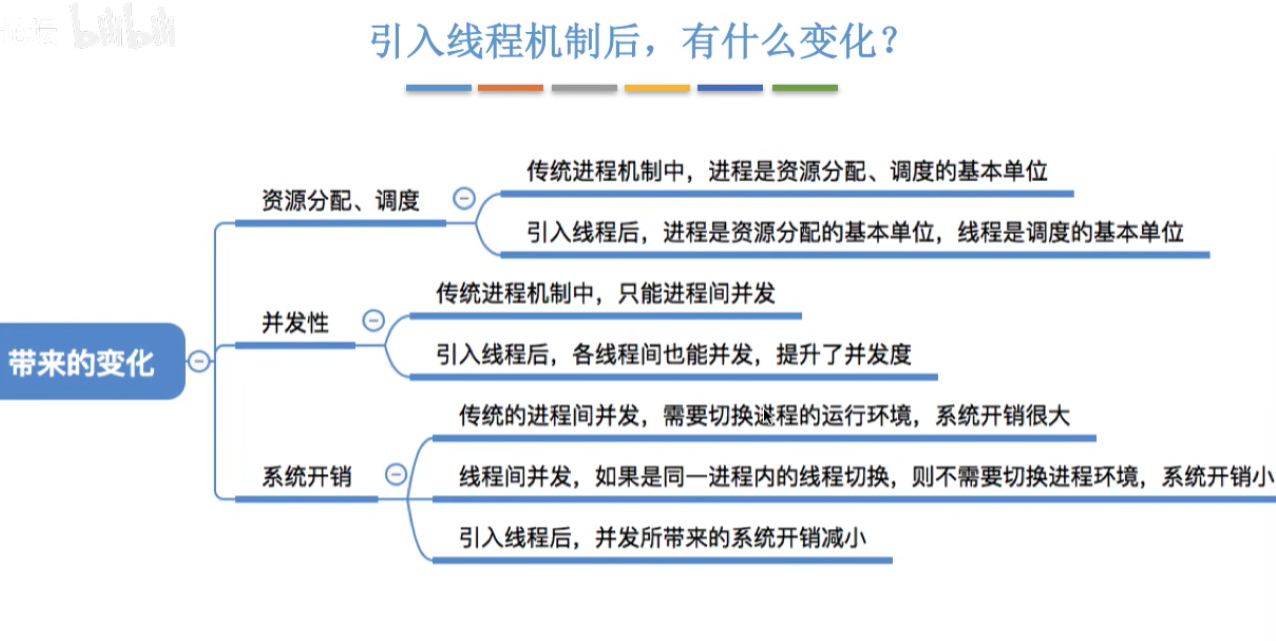 bilibili
引入线程机制后，有什么变化？
带来的变化
资源分配、调度
传统进程机制中，进程是资源分配、调度的基本单位
引入线程后，进程是资源分配的基本单位，线程是调度的基本单位
并发性
传统进程机制中，只能进程间并发
引入线程后，各线程间也能并发，提升了并发度
系统开销
传统的进程间并发，需要切换进程的运行环境，系统开销很大
线程间并发，如果是同一进程内的线程切换，则不需要切换进程环境，系统开销小
引入线程后，并发所带来的系统开销减小